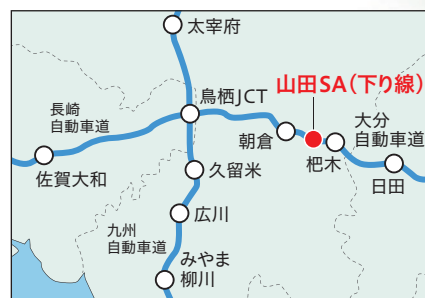 太宰府
山田SA(下り線)
長崎
自動車道
鳥栖JCT
朝倉
大分
自動車道
佐賀大和
久留米
杷木
日田
広川
九州
自動車道
みやま
柳川